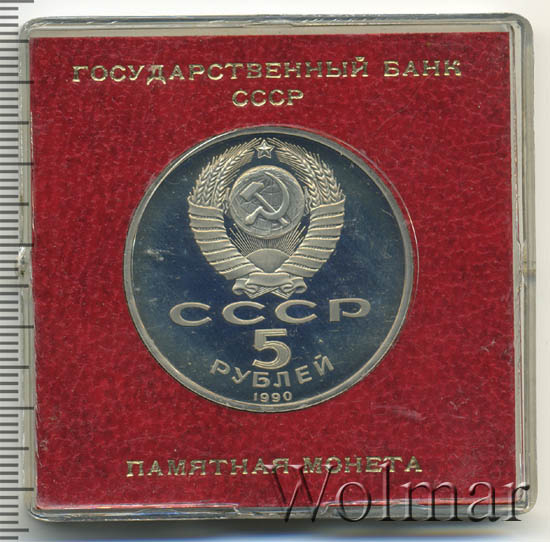 ГОСУДАРСТВЕННЫЙ БАНК
СССР
СССР
5
РУБЛЕЙ
1990
ПАМЯТНАЯ МОНЕТА
Wolmar